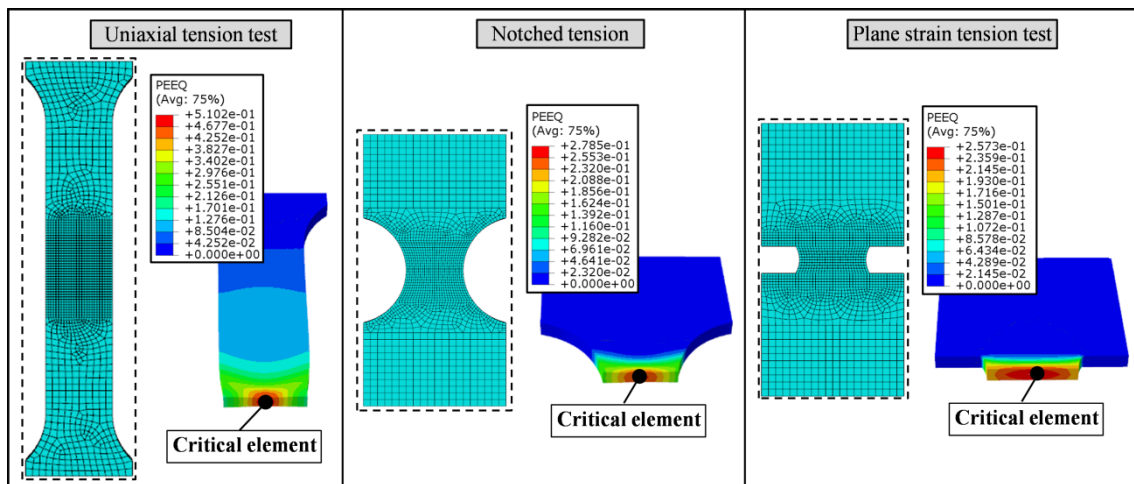 Uniaxial tension test
PEEQ
(Avg: 75%)
+5.102e-01
+4.677e-01
+4.252e-01
+3.827e-01
+3.402e-01
+2.976e-01
+2.551e-01
+2.126e-01
+1.701e-01
+1.276e-01
+8.504e-02
+4.252e-02
+0.000e+00
Critical element
Notched tension
PEEQ
(Avg: 75%)
+2.785e-01
+2.553e-01
+2.320e-01
+2.088e-01
+1.856e-01
+1.624e-01
+1.392e-01
+1.160e-01
+9.282e-02
+6.961e-02
+4.641e-02
+2.320e-02
+0.000e+00
Critical element
Plane strain tension test
PEEQ
(Avg: 75%)
+2.573e-01
+2.359e-01
+2.145e-01
+1.930e-01
+1.716e-01
+1.501e-01
+1.287e-01
+1.072e-01
+8.578e-02
+6.434e-02
+4.289e-02
+2.145e-02
+0.000e+00
Critical element